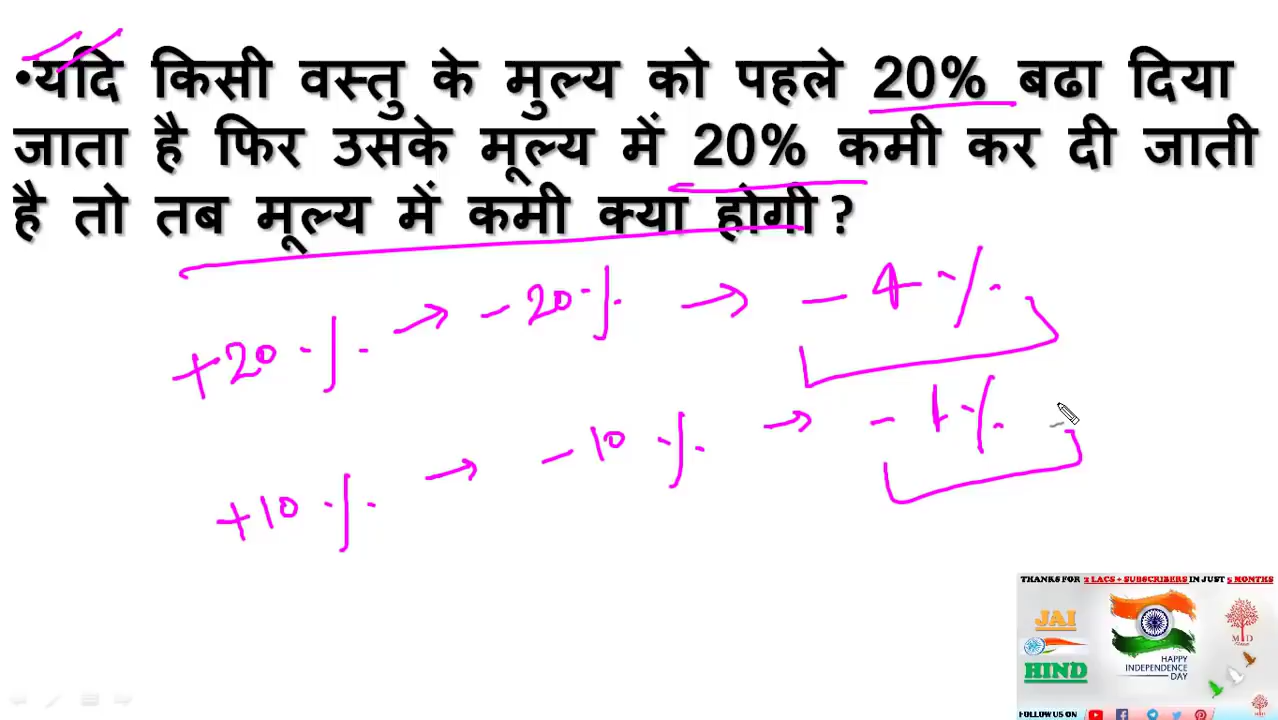 •यदि किसी वस्तु के मुल्य को पहले 20% बढा दिया
जाता है फिर उसके मूल्य में 20% कमी कर दी जाती
है तो तब मूल्य में कमी क्या होगी?
+20% → -20% → -4%
+10% → -10% → -1%
THANKS FOR 2 LACS + SUBSCRIBERS IN JUST 5 MONTHS
JAI
HIND
HAPPY
INDEPENDENCE
DAY
FOLLOW US ON